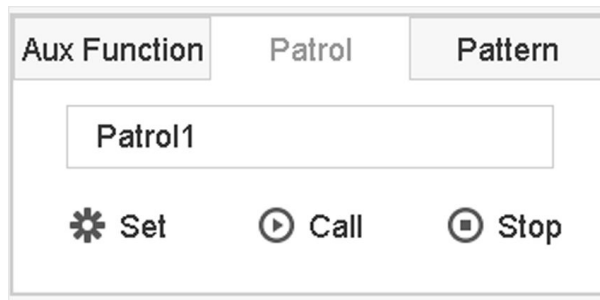 Aux Function Patrol Pattern
Patrol1
Set Call Stop